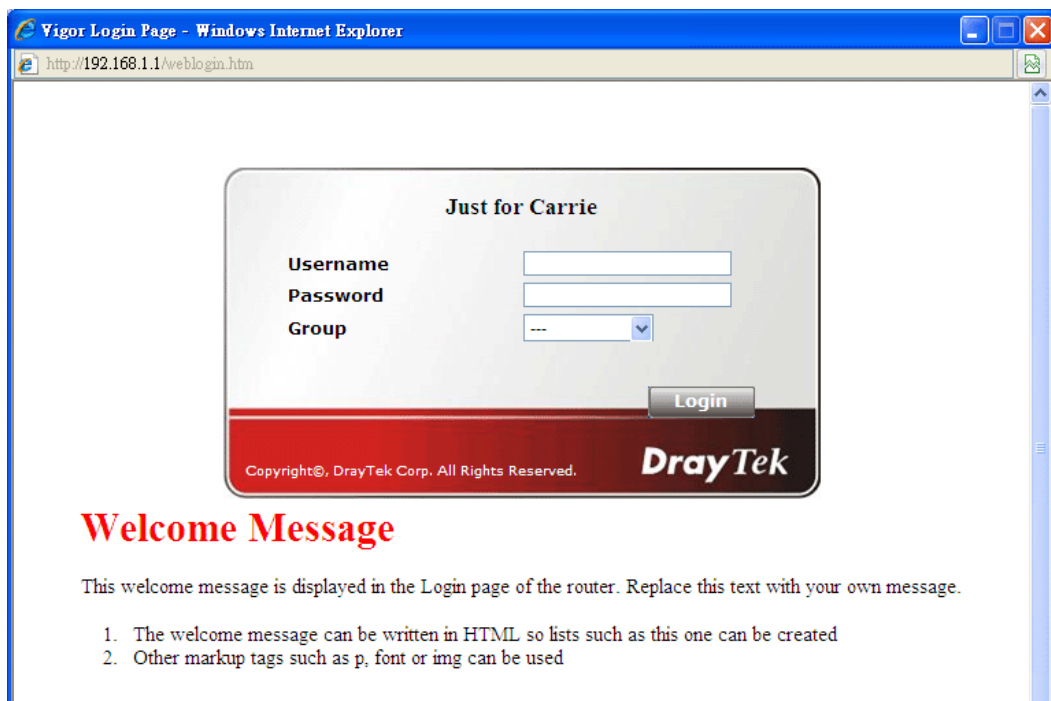 Vigor Login Page - Windows Internet Explorer
http://192.168.1.1/weblogin.htm
Just for Carrie
Username
Password
Group ---
Login
Copyright©, DrayTek Corp. All Rights Reserved. DrayTek
Welcome Message
This welcome message is displayed in the Login page of the router. Replace this text with your own message.
1. The welcome message can be written in HTML so lists such as this one can be created
2. Other markup tags such as p, font or img can be used